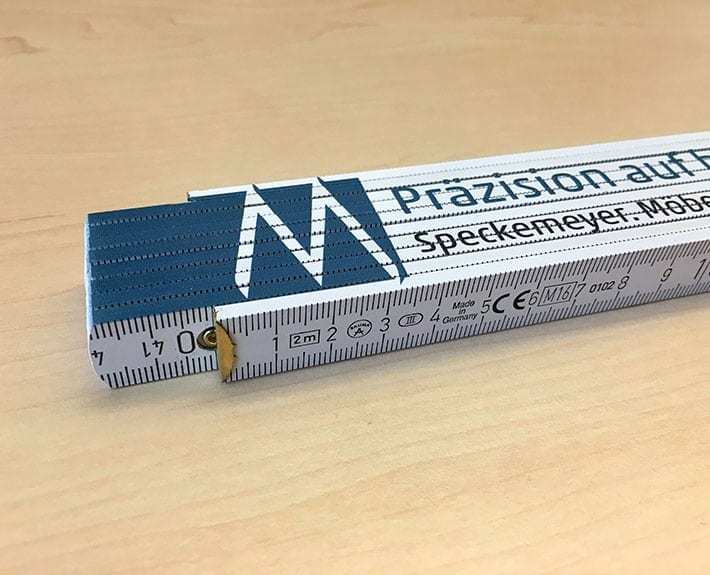 M Präzision auf
Speckemeyer. Möbe
41 0 1 2m 2 3 III 4 Made in Germany 5 CE 6 M16 7 0102 8 9